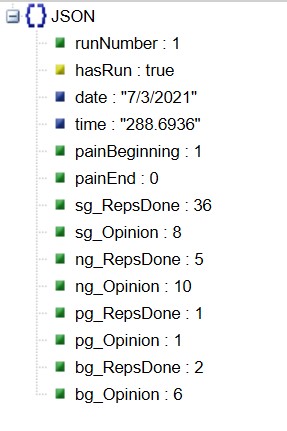 JSON
runNumber : 1
hasRun : true
date : "7/3/2021"
time : "288.6936"
painBeginning : 1
painEnd : 0
sg_RepsDone : 36
sg_Opinion : 8
ng_RepsDone : 5
ng_Opinion : 10
pg_RepsDone : 1
pg_Opinion : 1
bg_RepsDone : 2
bg_Opinion : 6